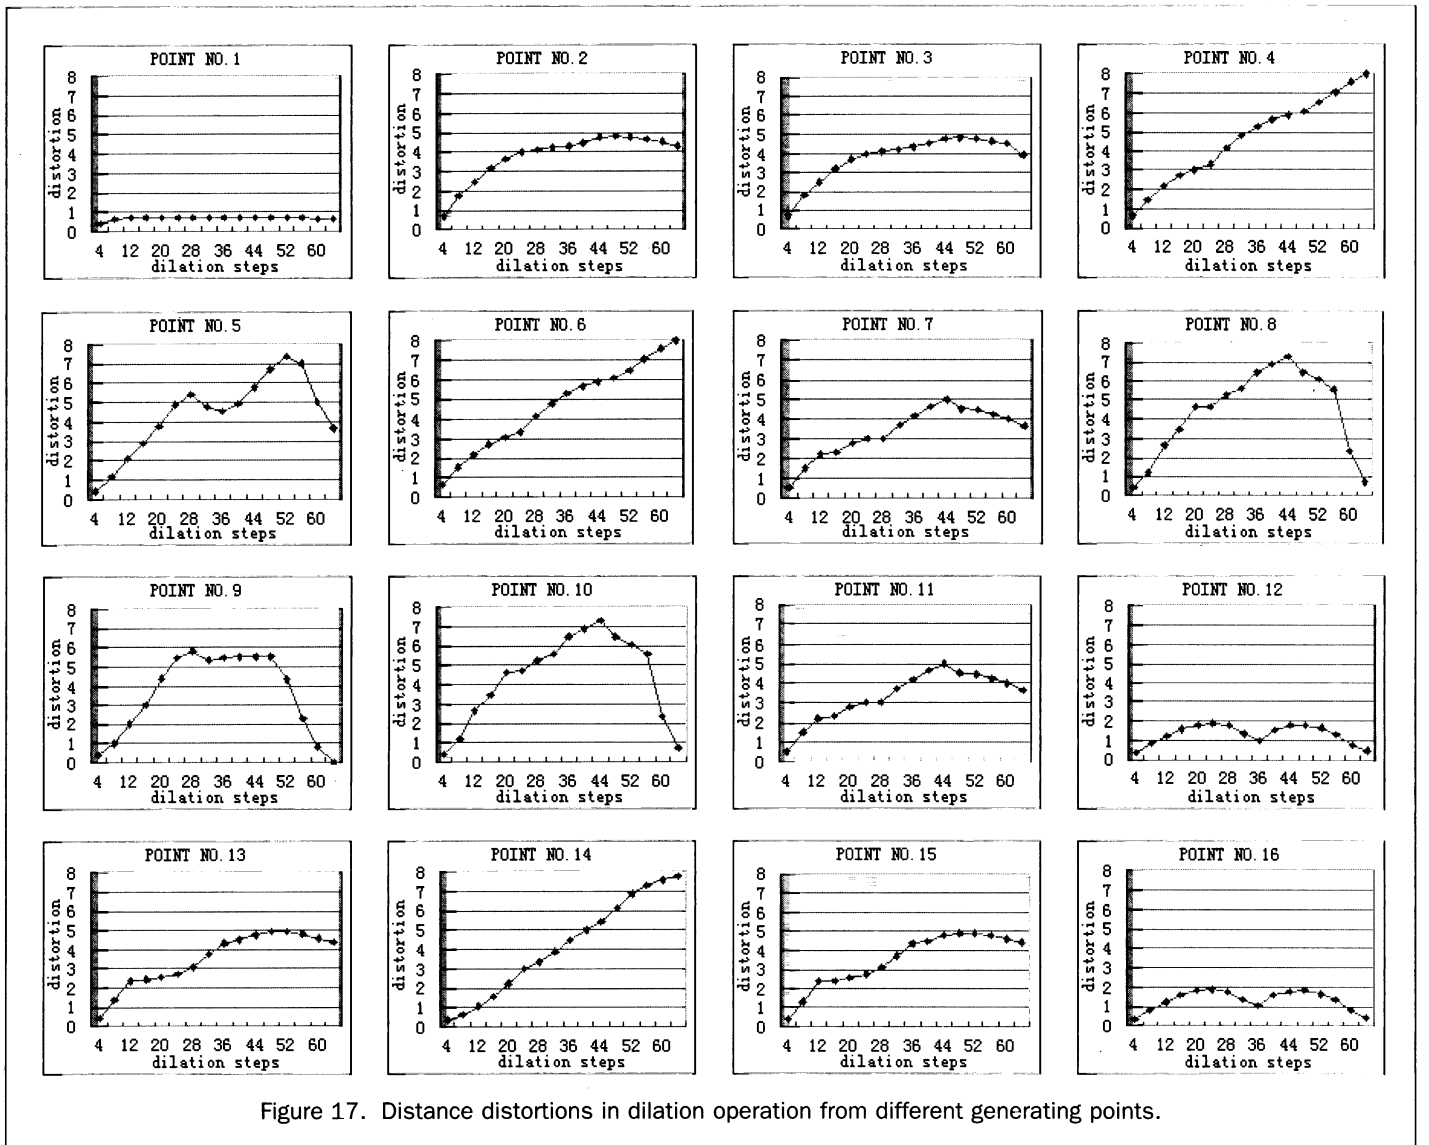 POINT NO. 1
8
7
6
5
4
3
2
1
0
distortion
4 12 20 28 36 44 52 60
dilation steps
POINT NO. 2
8
7
6
5
4
3
2
1
0
distortion
4 12 20 28 36 44 52 60
dilation steps
POINT NO. 3
8
7
6
5
4
3
2
1
0
distortion
4 12 20 28 36 44 52 60
dilation steps
POINT NO. 4
8
7
6
5
4
3
2
1
0
distortion
4 12 20 28 36 44 52 60
dilation steps
POINT NO. 5
8
7
6
5
4
3
2
1
0
distortion
4 12 20 28 36 44 52 60
dilation steps
POINT NO. 6
8
7
6
5
4
3
2
1
0
distortion
4 12 20 28 36 44 52 60
dilation steps
POINT NO. 7
8
7
6
5
4
3
2
1
0
distortion
4 12 20 28 36 44 52 60
dilation steps
POINT NO. 8
8
7
6
5
4
3
2
1
0
distortion
4 12 20 28 36 44 52 60
dilation steps
POINT NO. 9
8
7
6
5
4
3
2
1
0
distortion
4 12 20 28 36 44 52 60
dilation steps
POINT NO. 10
8
7
6
5
4
3
2
1
0
distortion
4 12 20 28 36 44 52 60
dilation steps
POINT NO. 11
8
7
6
5
4
3
2
1
0
distortion
4 12 20 28 36 44 52 60
dilation steps
POINT NO. 12
8
7
6
5
4
3
2
1
0
distortion
4 12 20 28 36 44 52 60
dilation steps
POINT NO. 13
8
7
6
5
4
3
2
1
0
distortion
4 12 20 28 36 44 52 60
dilation steps
POINT NO. 14
8
7
6
5
4
3
2
1
0
distortion
4 12 20 28 36 44 52 60
dilation steps
POINT NO. 15
8
7
6
5
4
3
2
1
0
distortion
4 12 20 28 36 44 52 60
dilation steps
POINT NO. 16
8
7
6
5
4
3
2
1
0
distortion
4 12 20 28 36 44 52 60
dilation steps
Figure 17. Distance distortions in dilation operation from different generating points.